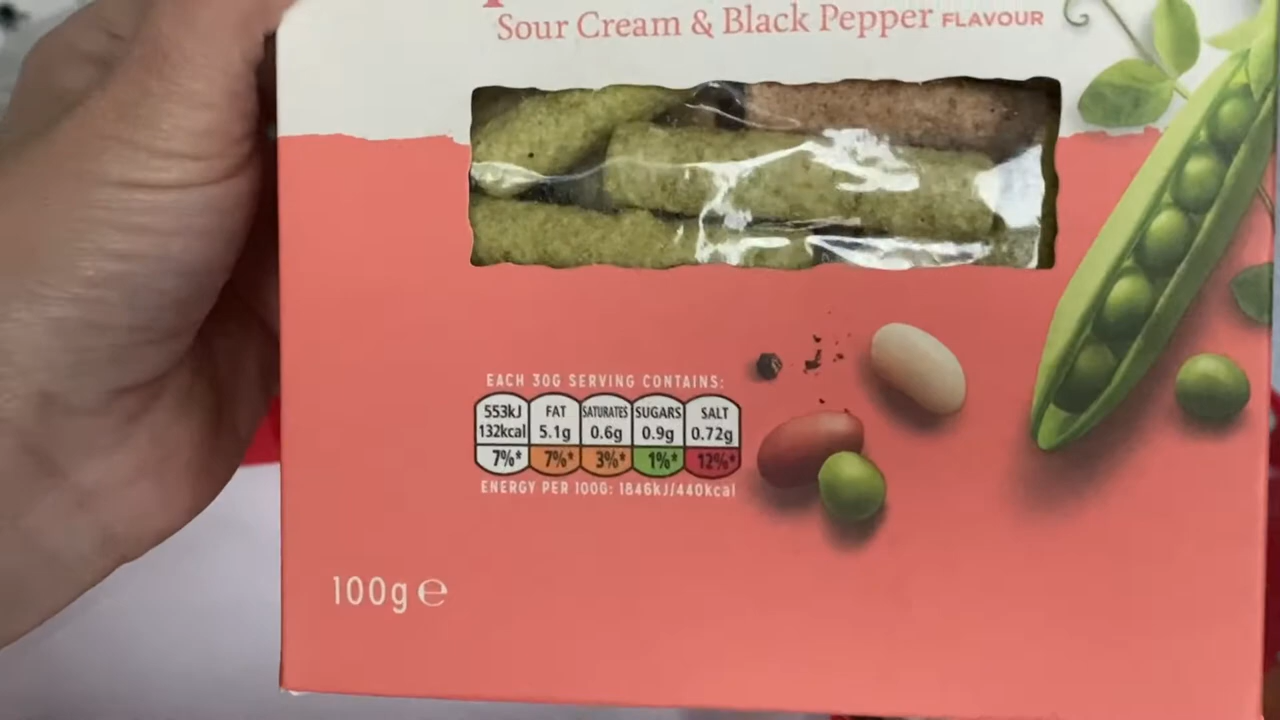 Sour Cream & Black Pepper FLAVOUR
EACH 30G SERVING CONTAINS:
553kJ FAT SATURATES SUGARS SALT
132kcal 5.1g 0.6g 0.9g 0.72g
7%* 7%* 3%* 1%* 12%*
ENERGY PER 100G: 1846kJ/440kcal
100g ℮